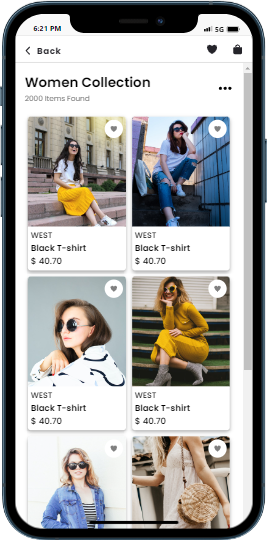 6:21 PM
5G
Back
Women Collection
2000 Items Found
WEST
Black T-shirt
$ 40.70
WEST
Black T-shirt
$ 40.70
WEST
Black T-shirt
$ 40.70
WEST
Black T-shirt
$ 40.70